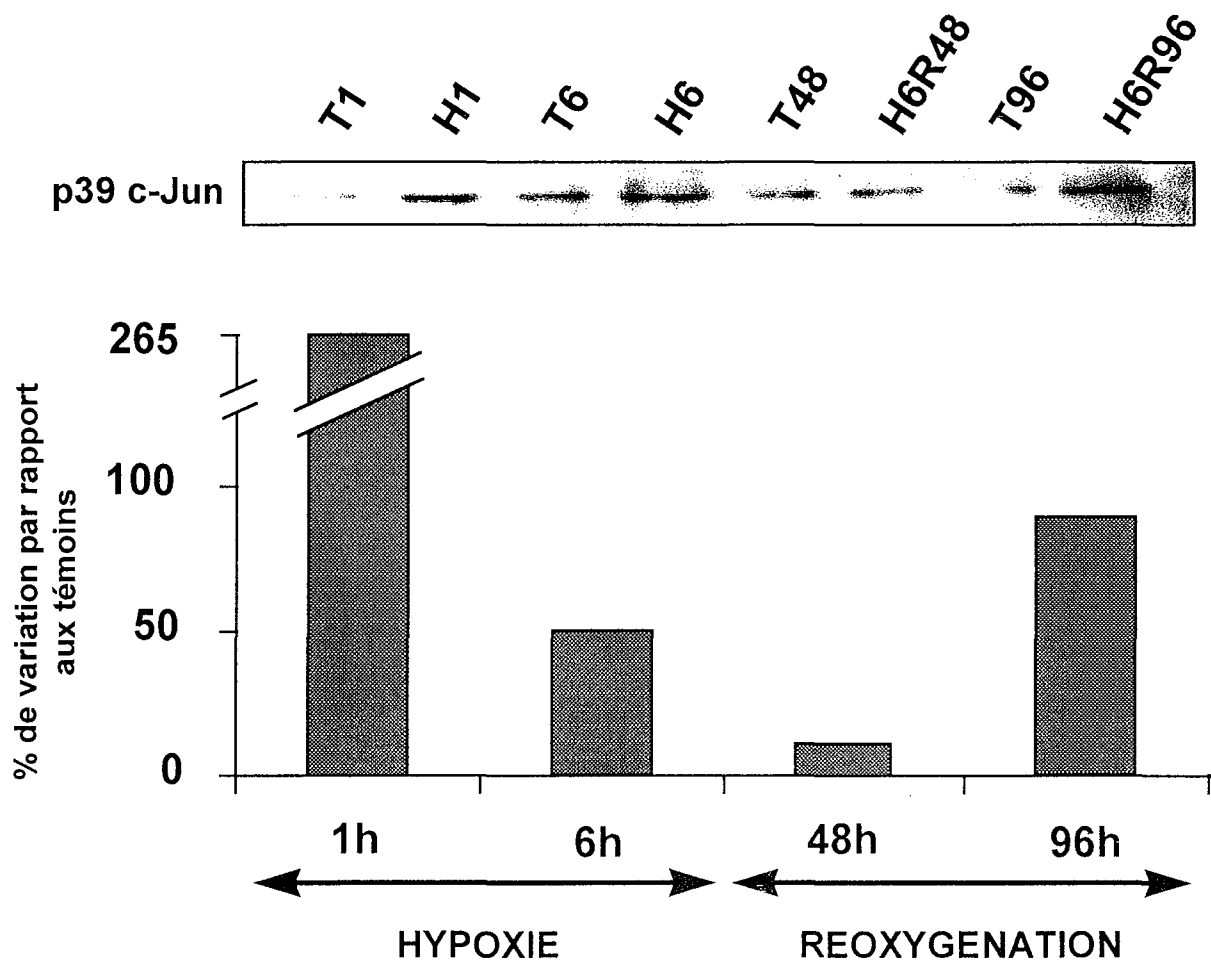 T1 H1 T6 H6 T48 H6R48 T96 H6R96
p39 c-Jun
% de variation par rapport
aux témoins
265
100
50
0
1h 6h 48h 96h
HYPOXIE REOXYGENATION